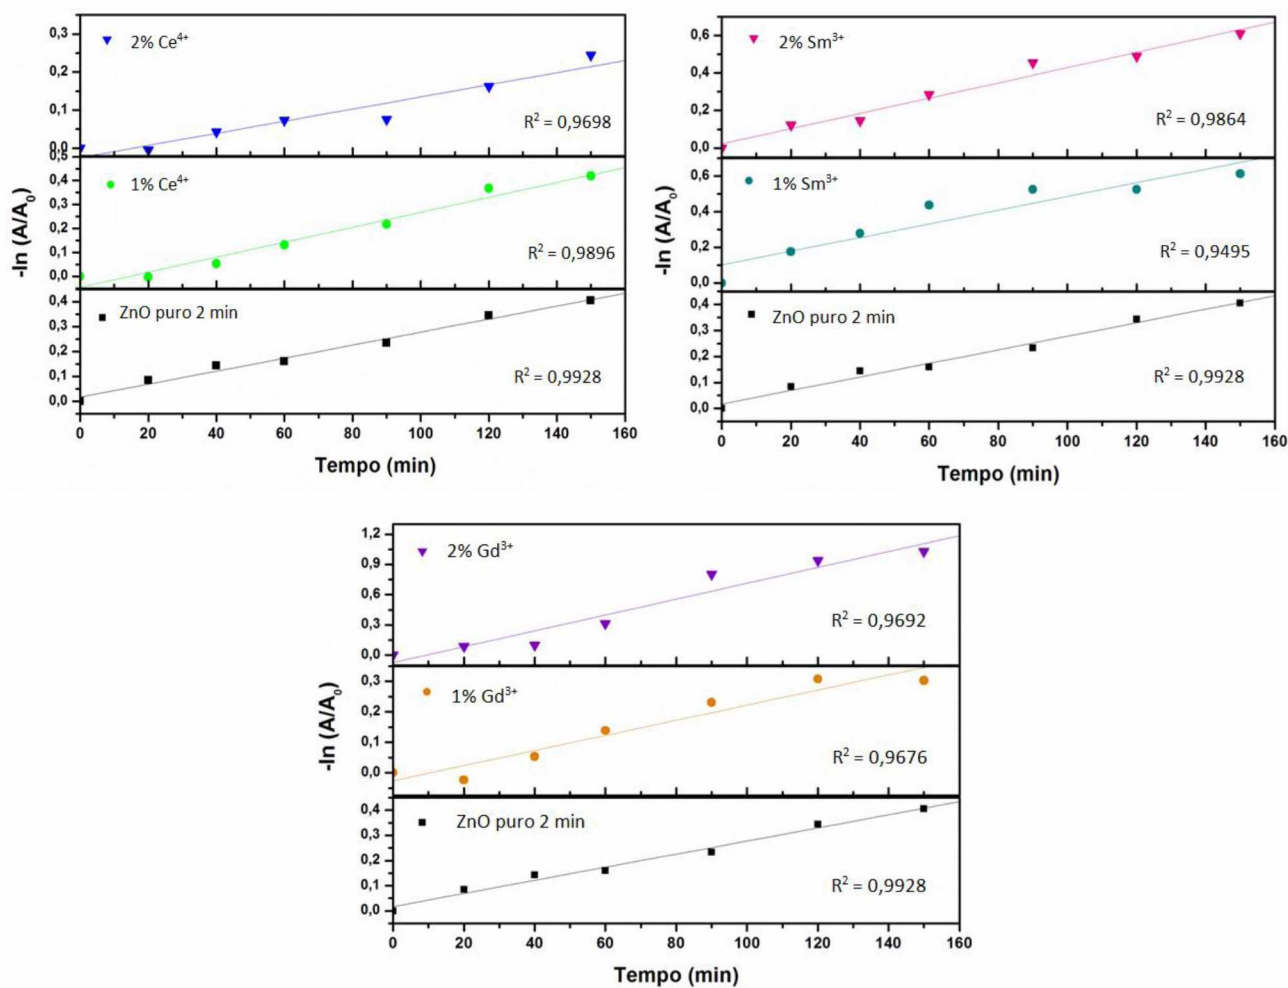 0,3
0,2
0,1
0,0
2% Ce⁴⁺
R² = 0,9698
0,5
0,4
0,3
0,2
0,1
0,0
1% Ce⁴⁺
R² = 0,9896
-ln (A/A₀)
0,4
0,3
0,2
0,1
0,0
ZnO puro 2 min
R² = 0,9928
0 20 40 60 80 100 120 140 160
Tempo (min)
0,6
0,4
0,2
0,0
2% Sm³⁺
R² = 0,9864
0,6
0,4
0,2
0,0
1% Sm³⁺
R² = 0,9495
0,4
0,3
0,2
0,1
0,0
ZnO puro 2 min
R² = 0,9928
0 20 40 60 80 100 120 140 160
Tempo (min)
1,2
0,9
0,6
0,3
0,0
2% Gd³⁺
R² = 0,9692
0,3
0,2
0,1
0,0
1% Gd³⁺
R² = 0,9676
-ln (A/A₀)
0,4
0,3
0,2
0,1
0,0
ZnO puro 2 min
R² = 0,9928
0 20 40 60 80 100 120 140 160
Tempo (min)